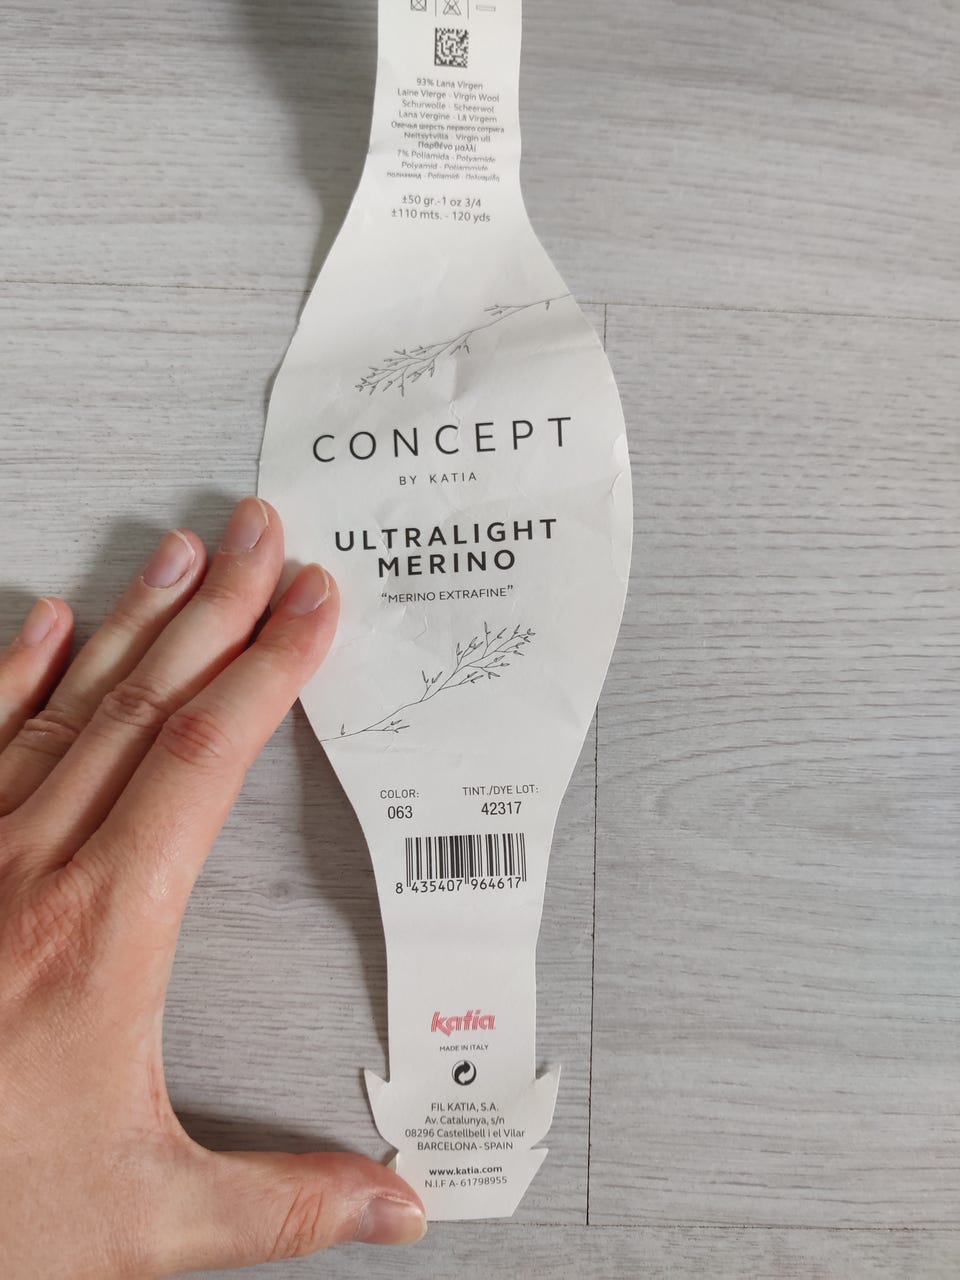 93% Lana Virgen
Laine Vierge - Virgin Wool
Schurwolle - Scheerwol
Lana Vergine - Lã Virgem
Овечья шерсть первого сотрига
Neitsytvilla - Virgin ull
Παρθένο μαλλί
7% Poliamida - Polyamide
Polyamid - Poliammide
полиамид - Poliamidi - Πολυαμίδη
±50 gr.-1 oz 3/4
±110 mts. - 120 yds
CONCEPT
BY KATIA
ULTRALIGHT
MERINO
"MERINO EXTRAFINE"
COLOR: TINT./DYE LOT:
063 42317
8 435407 964617
katia
MADE IN ITALY
FIL KATIA, S.A.
Av. Catalunya, s/n
08296 Castellbell i el Vilar
BARCELONA - SPAIN
www.katia.com
N.I.F A- 61798955